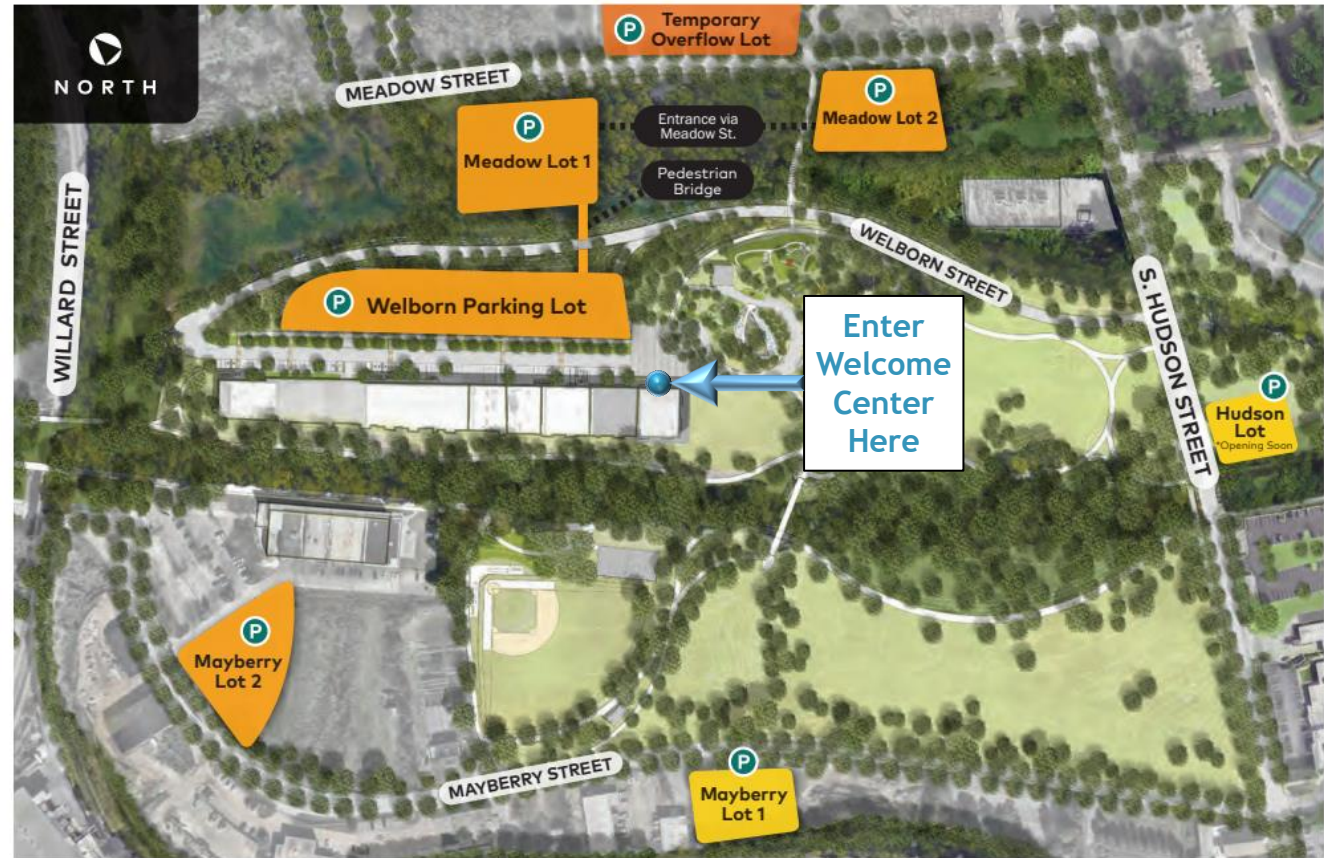 NORTH
P
Temporary
Overflow Lot
MEADOW STREET
P
Meadow Lot 1
Entrance via
Meadow St.
P
Meadow Lot 2
Pedestrian
Bridge
WILLARD STREET
WELBORN STREET
P
Welborn Parking Lot
Enter
Welcome
Center
Here
S. HUDSON STREET
P
Hudson
Lot
*Opening Soon
P
Mayberry
Lot 2
MAYBERRY STREET
P
Mayberry
Lot 1